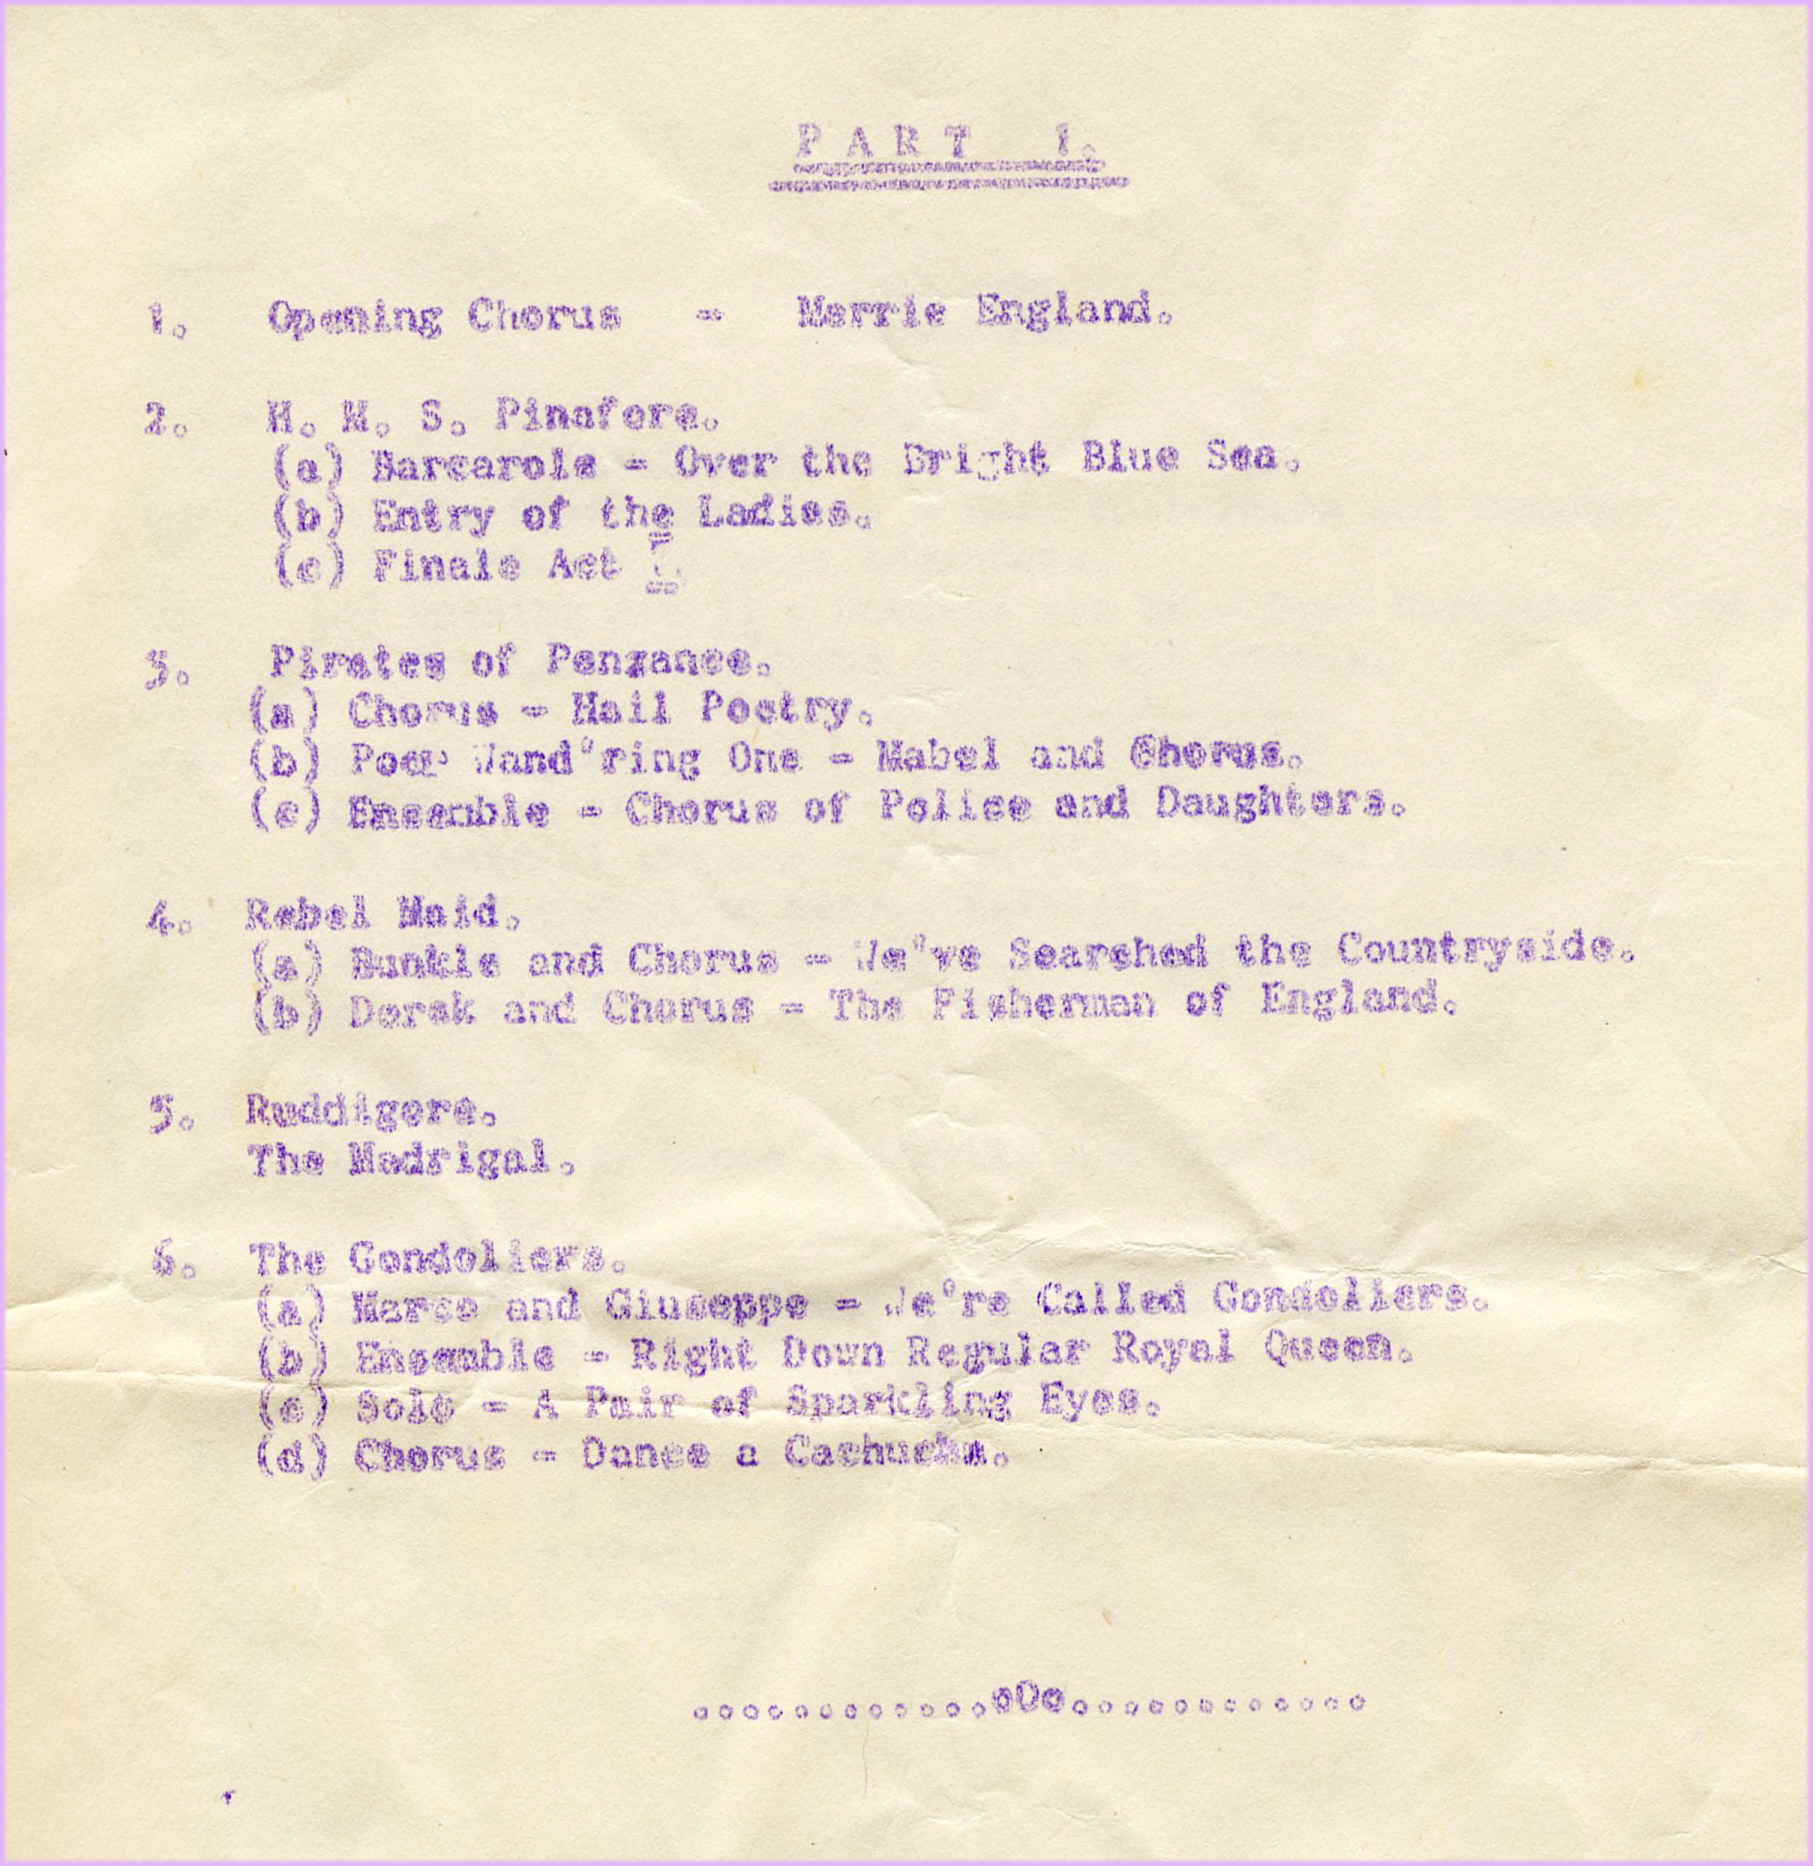 PART 1.
1. Opening Chorus - Merrie England.
2. H. M. S. Pinafore.
(a) Barcarole - Over the Bright Blue Sea.
(b) Entry of the Ladies.
(c) Finale Act
3. Pirates of Penzance.
(a) Chorus - Hail Poetry.
(b) Poor Wand'ring One - Mabel and Chorus.
(c) Ensemble - Chorus of Police and Daughters.
4. Rebel Maid.
(a) Bunkle and Chorus - We've Searched the Countryside.
(b) Derek and Chorus - The Fisherman of England.
5. Ruddigere.
The Madrigal.
6. The Gondoliers.
(a) Marco and Giuseppe - We're Called Gondoliers.
(b) Ensemble - Right Down Regular Royal Queen.
(c) Solo - A Pair of Sparkling Eyes.
(d) Chorus - Dance a Cachucha.
............oOo............